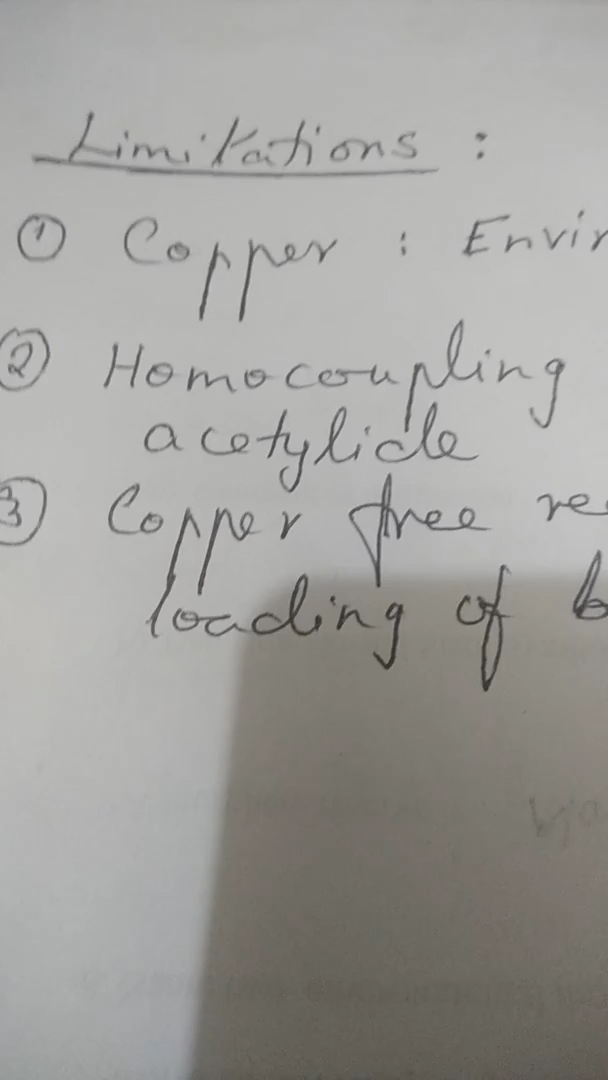 Limitations :
① Copper : Envir
② Homocoupling
acetylide
③ Copper free re
loading of b